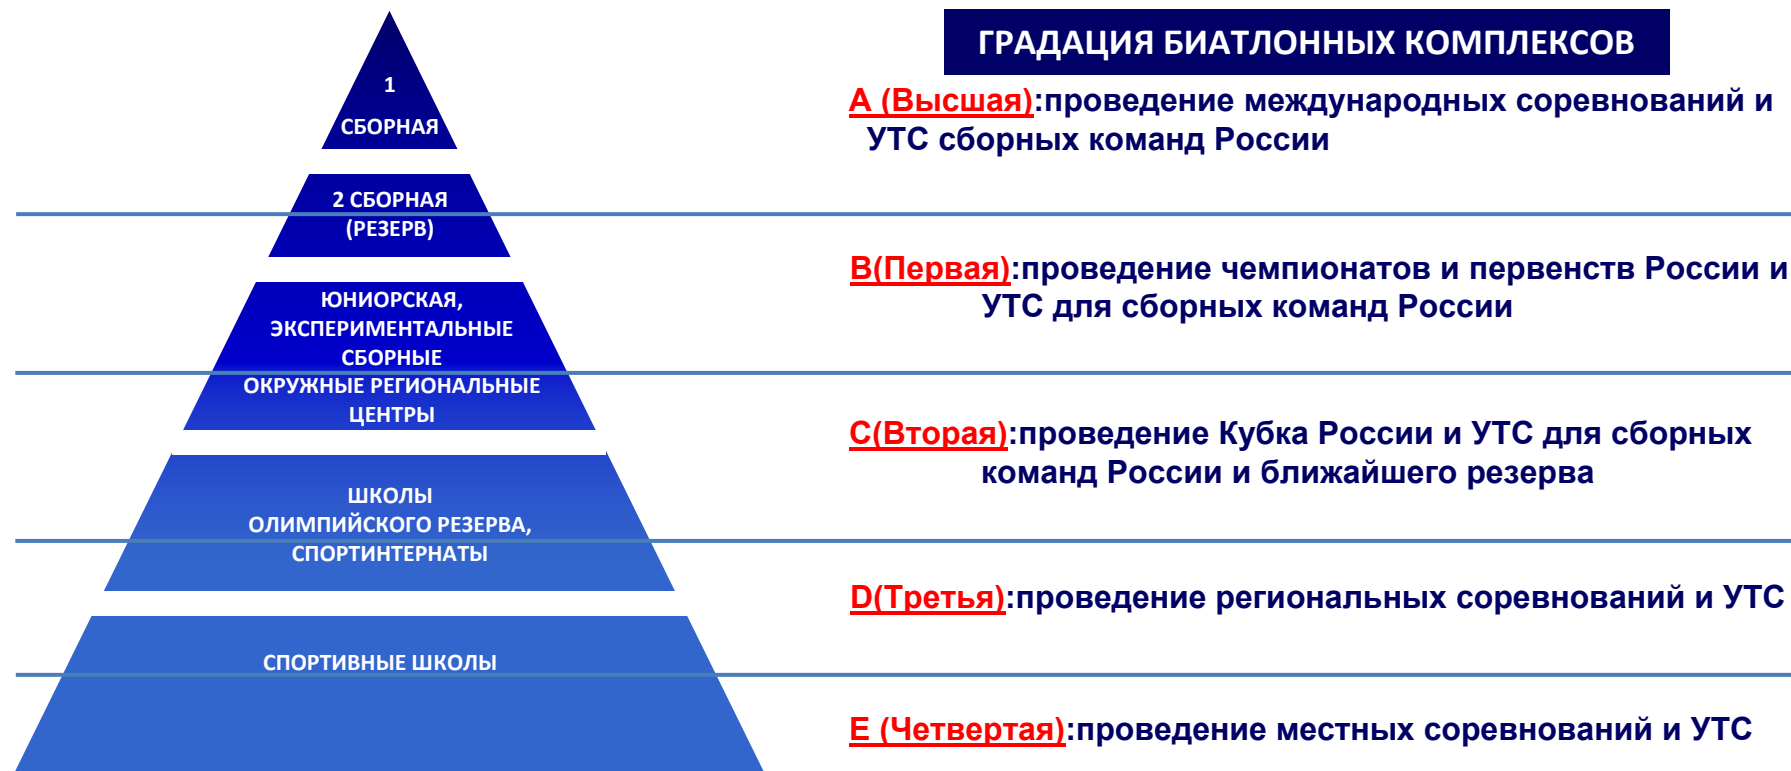 1
СБОРНАЯ
2 СБОРНАЯ
(РЕЗЕРВ)
ЮНИОРСКАЯ,
ЭКСПЕРИМЕНТАЛЬНЫЕ
СБОРНЫЕ
ОКРУЖНЫЕ РЕГИОНАЛЬНЫЕ
ЦЕНТРЫ
ШКОЛЫ
ОЛИМПИЙСКОГО РЕЗЕРВА,
СПОРТИНТЕРНАТЫ
СПОРТИВНЫЕ ШКОЛЫ
ГРАДАЦИЯ БИАТЛОННЫХ КОМПЛЕКСОВ
A (Высшая):проведение международных соревнований и
УТС сборных команд России
B(Первая):проведение чемпионатов и первенств России и
УТС для сборных команд России
C(Вторая):проведение Кубка России и УТС для сборных
команд России и ближайшего резерва
D(Третья):проведение региональных соревнований и УТС
E (Четвертая):проведение местных соревнований и УТС